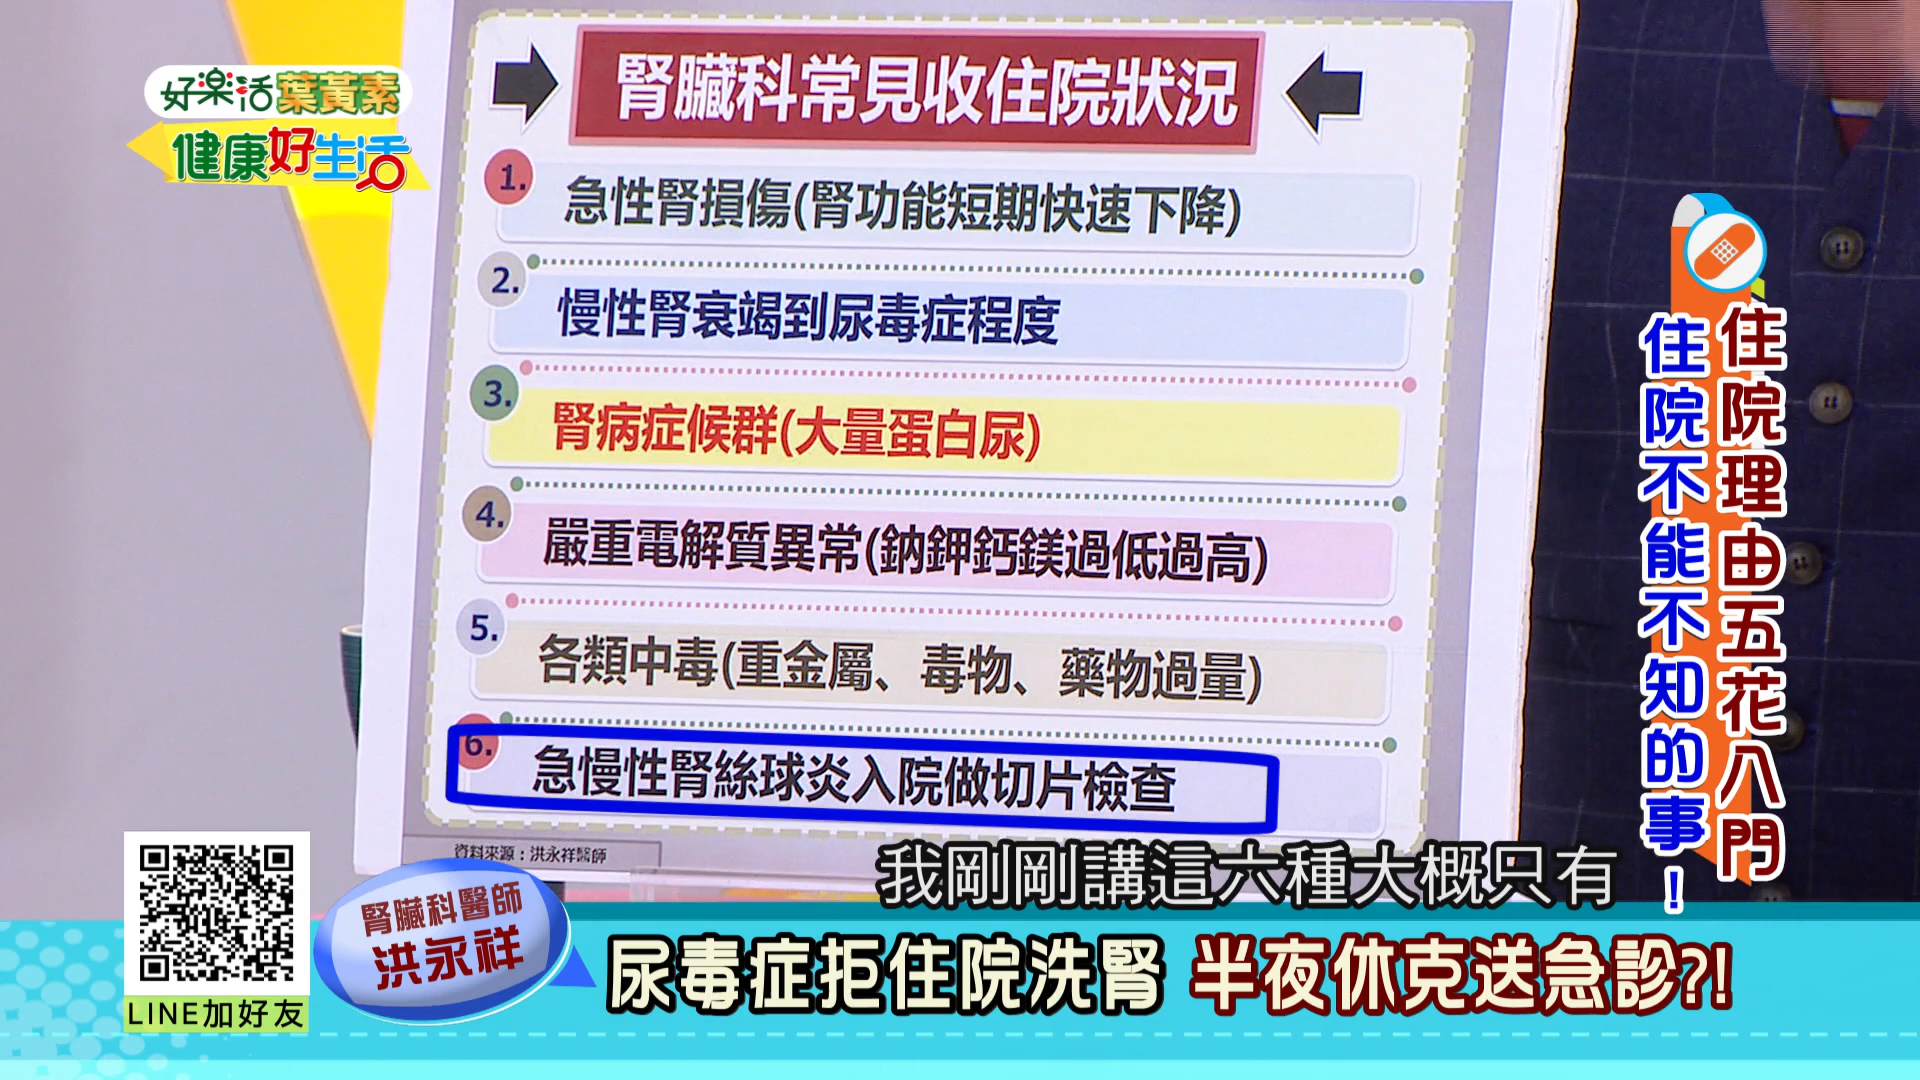 好樂活葉黃素
健康好生活
腎臟科常見收住院狀況
1. 急性腎損傷(腎功能短期快速下降)
2. 慢性腎衰竭到尿毒症程度
3. 腎病症候群(大量蛋白尿)
4. 嚴重電解質異常(鈉鉀鈣鎂過低過高)
5. 各類中毒(重金屬、毒物、藥物過量)
6. 急慢性腎絲球炎入院做切片檢查
資料來源:洪永祥醫師
住院理由五花八門
住院不能不知的事!
我剛剛講這六種大概只有
腎臟科醫師
洪永祥
尿毒症拒住院洗腎 半夜休克送急診?!
LINE加好友